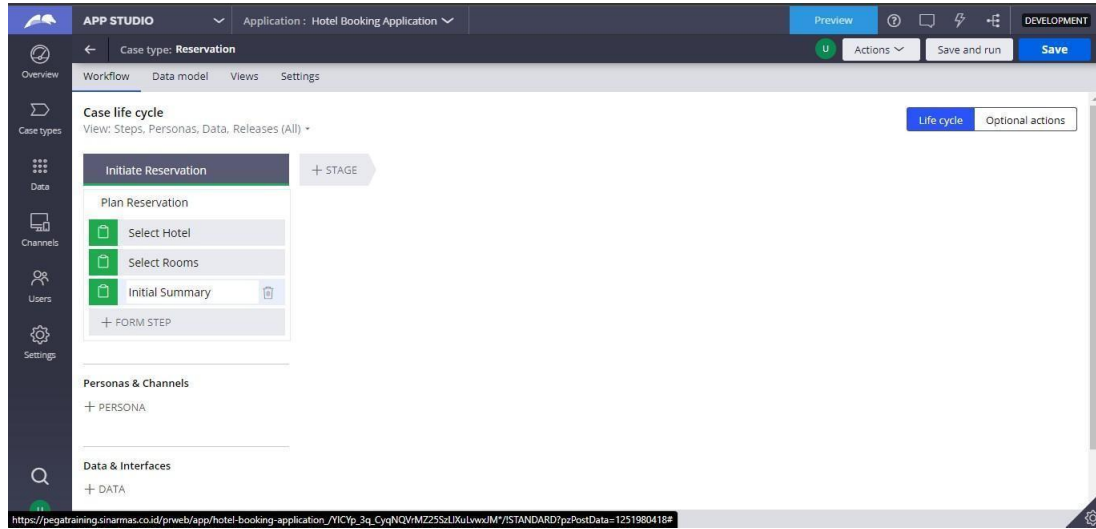 APP STUDIO Application : Hotel Booking Application Preview DEVELOPMENT
Case type: Reservation U Actions Save and run Save
Workflow Data model Views Settings
Overview
Case types
Data
Channels
Users
Settings
Case life cycle
View: Steps, Personas, Data, Releases (All)
Life cycle Optional actions
Initiate Reservation + STAGE
Plan Reservation
Select Hotel
Select Rooms
Initial Summary
+ FORM STEP
Personas & Channels
+ PERSONA
Data & Interfaces
+ DATA
https://pegatraining.sinarmas.co.id/prweb/app/hotel-booking-application_/YlCYp_3q_CyqNQVrMZ25SzLlXuLvwxJM*/!STANDARD?pzPostData=1251980418#